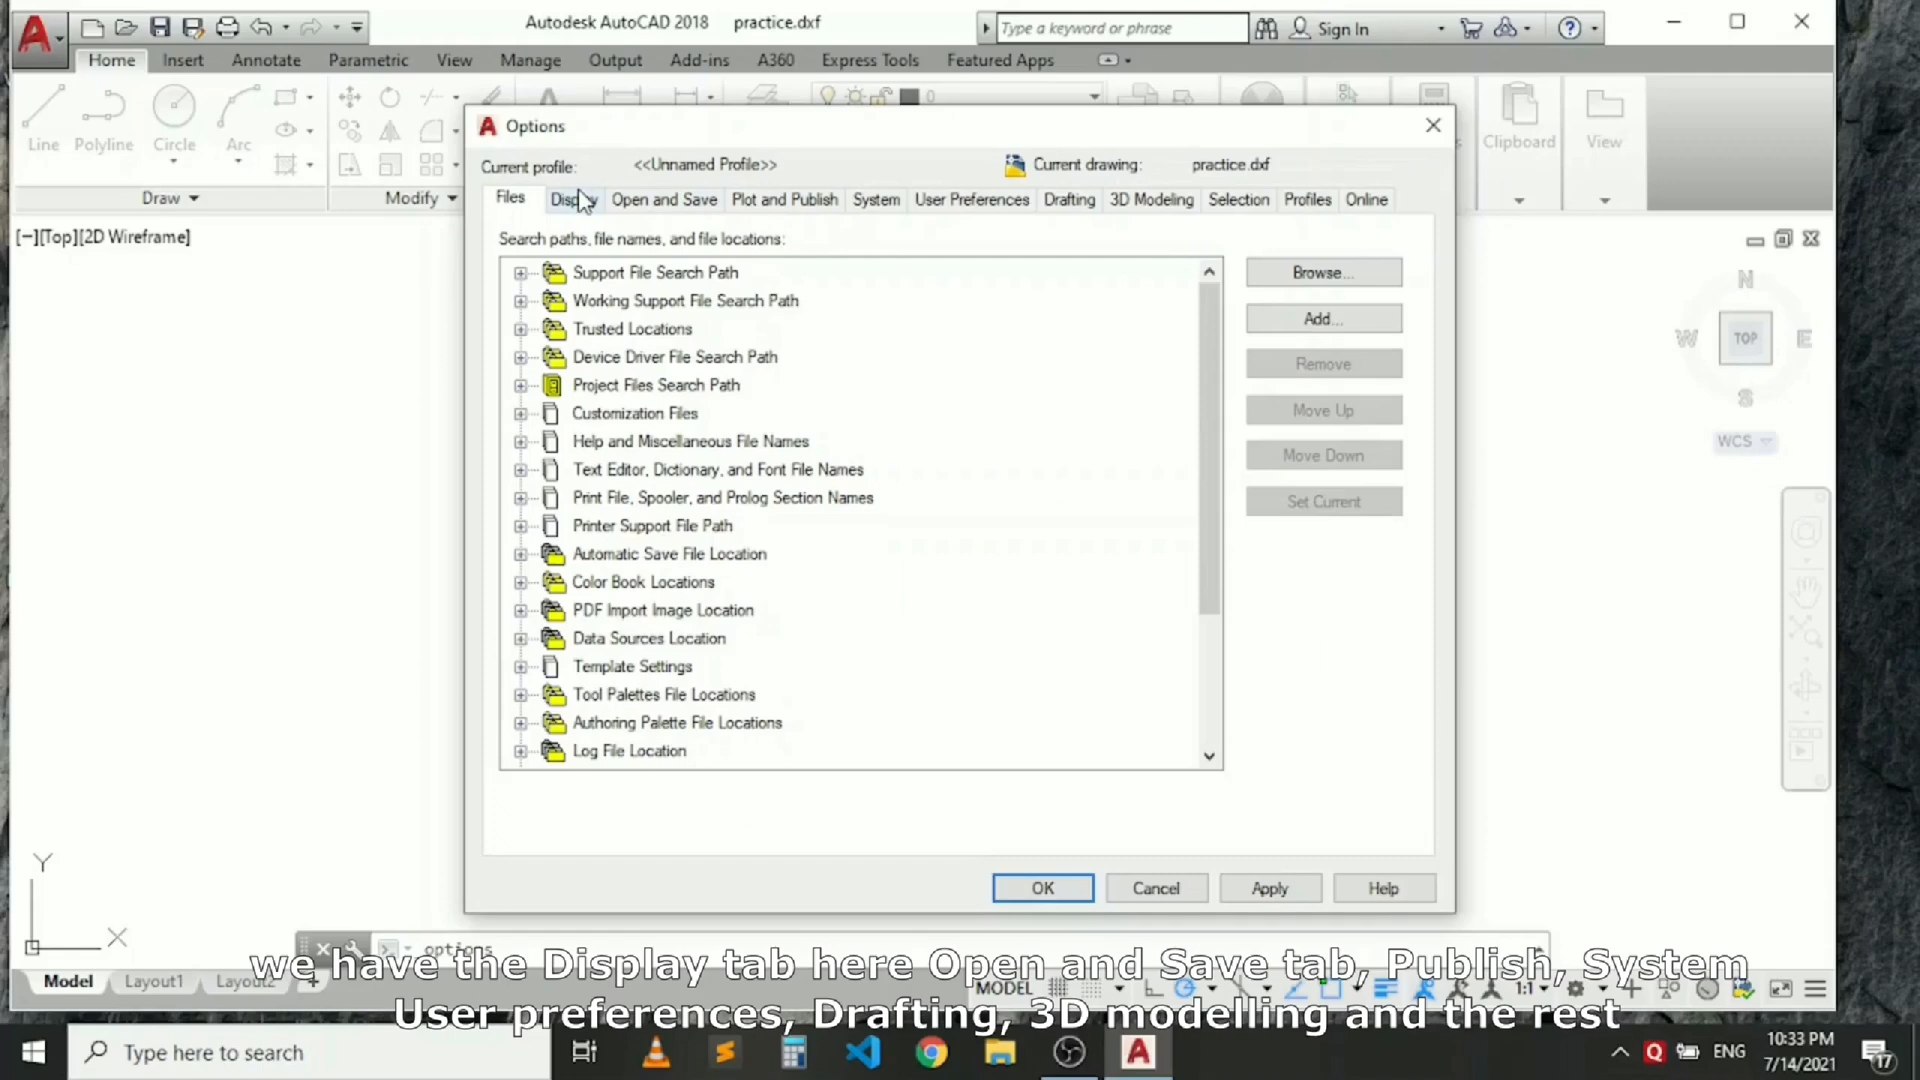 Autodesk AutoCAD 2018 practice.dxf
Type a keyword or phrase
Sign In
Home Insert Annotate Parametric View Manage Output Add-ins A360 Express Tools Featured Apps
0
Line Polyline Circle Arc
Clipboard View
Draw Modify
[−][Top][2D Wireframe]
Options
Current profile: <<Unnamed Profile>> Current drawing: practice.dxf
Files Display Open and Save Plot and Publish System User Preferences Drafting 3D Modeling Selection Profiles Online
Search paths, file names, and file locations:
Support File Search Path
Working Support File Search Path
Trusted Locations
Device Driver File Search Path
Project Files Search Path
Customization Files
Help and Miscellaneous File Names
Text Editor, Dictionary, and Font File Names
Print File, Spooler, and Prolog Section Names
Printer Support File Path
Automatic Save File Location
Color Book Locations
PDF Import Image Location
Data Sources Location
Template Settings
Tool Palettes File Locations
Authoring Palette File Locations
Log File Location
Browse...
Add...
Remove
Move Up
Move Down
Set Current
OK Cancel Apply Help
N
W TOP E
S
WCS
Y
X
options
we have the Display tab here Open and Save tab, Publish, System
User preferences, Drafting, 3D modelling and the rest
Model Layout1 Layout2 +
MODEL 1:1
Type here to search
ENG
10:33 PM
7/14/2021
17